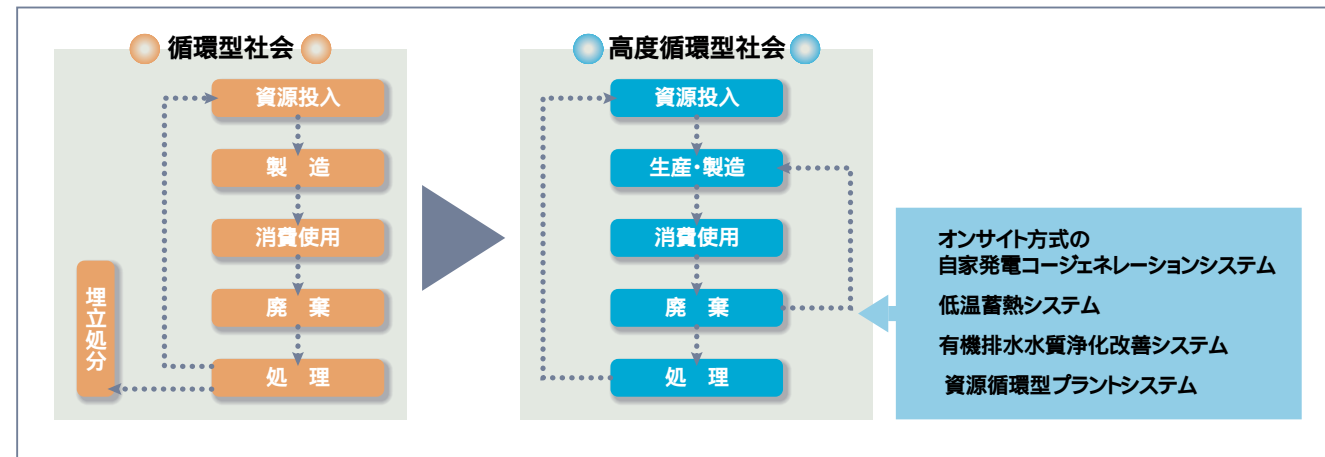 循環型社会
資源投入
製 造
消費使用
廃 棄
処 理
埋立処分
高度循環型社会
資源投入
生産・製造
消費使用
廃 棄
処 理
オンサイト方式の
自家発電コージェネレーションシステム
低温蓄熱システム
有機排水水質浄化改善システム
資源循環型プラントシステム